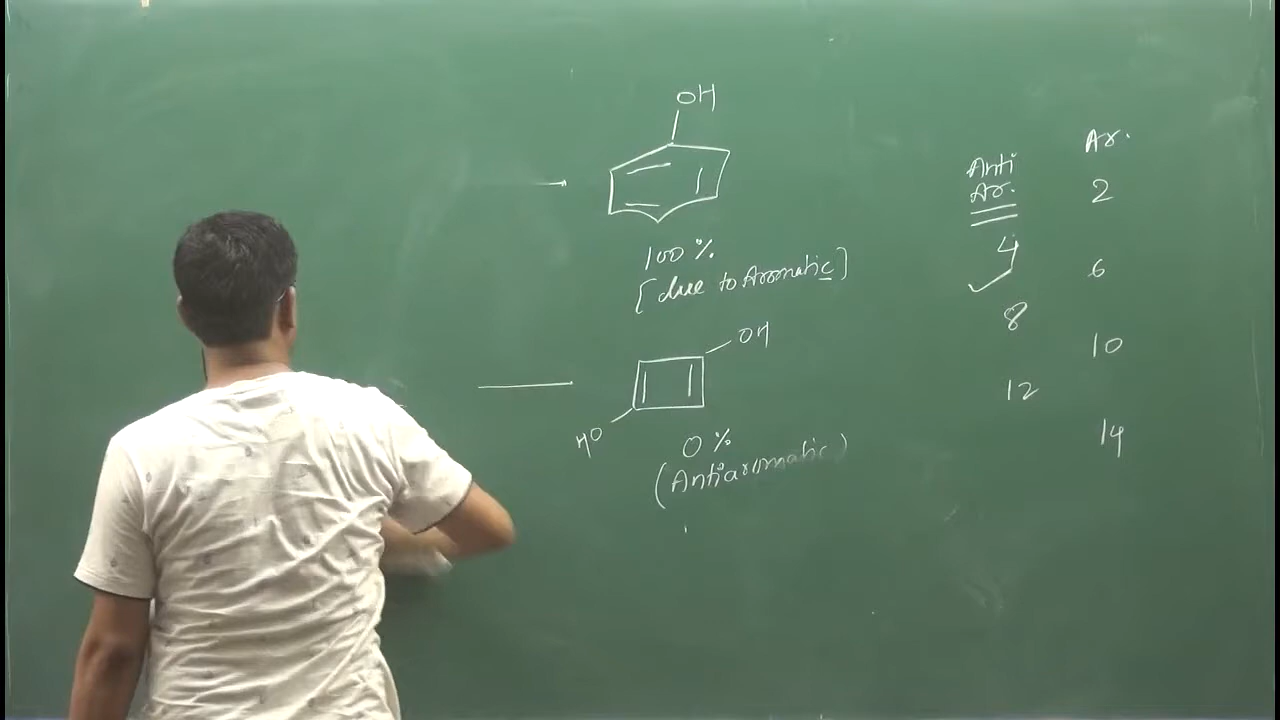 OH
100 %
[ due to Aromatic ]
OH
HO
0 %
(Antiaromatic)
Anti
Ar.
4
8
12
Ar.
2
6
10
14